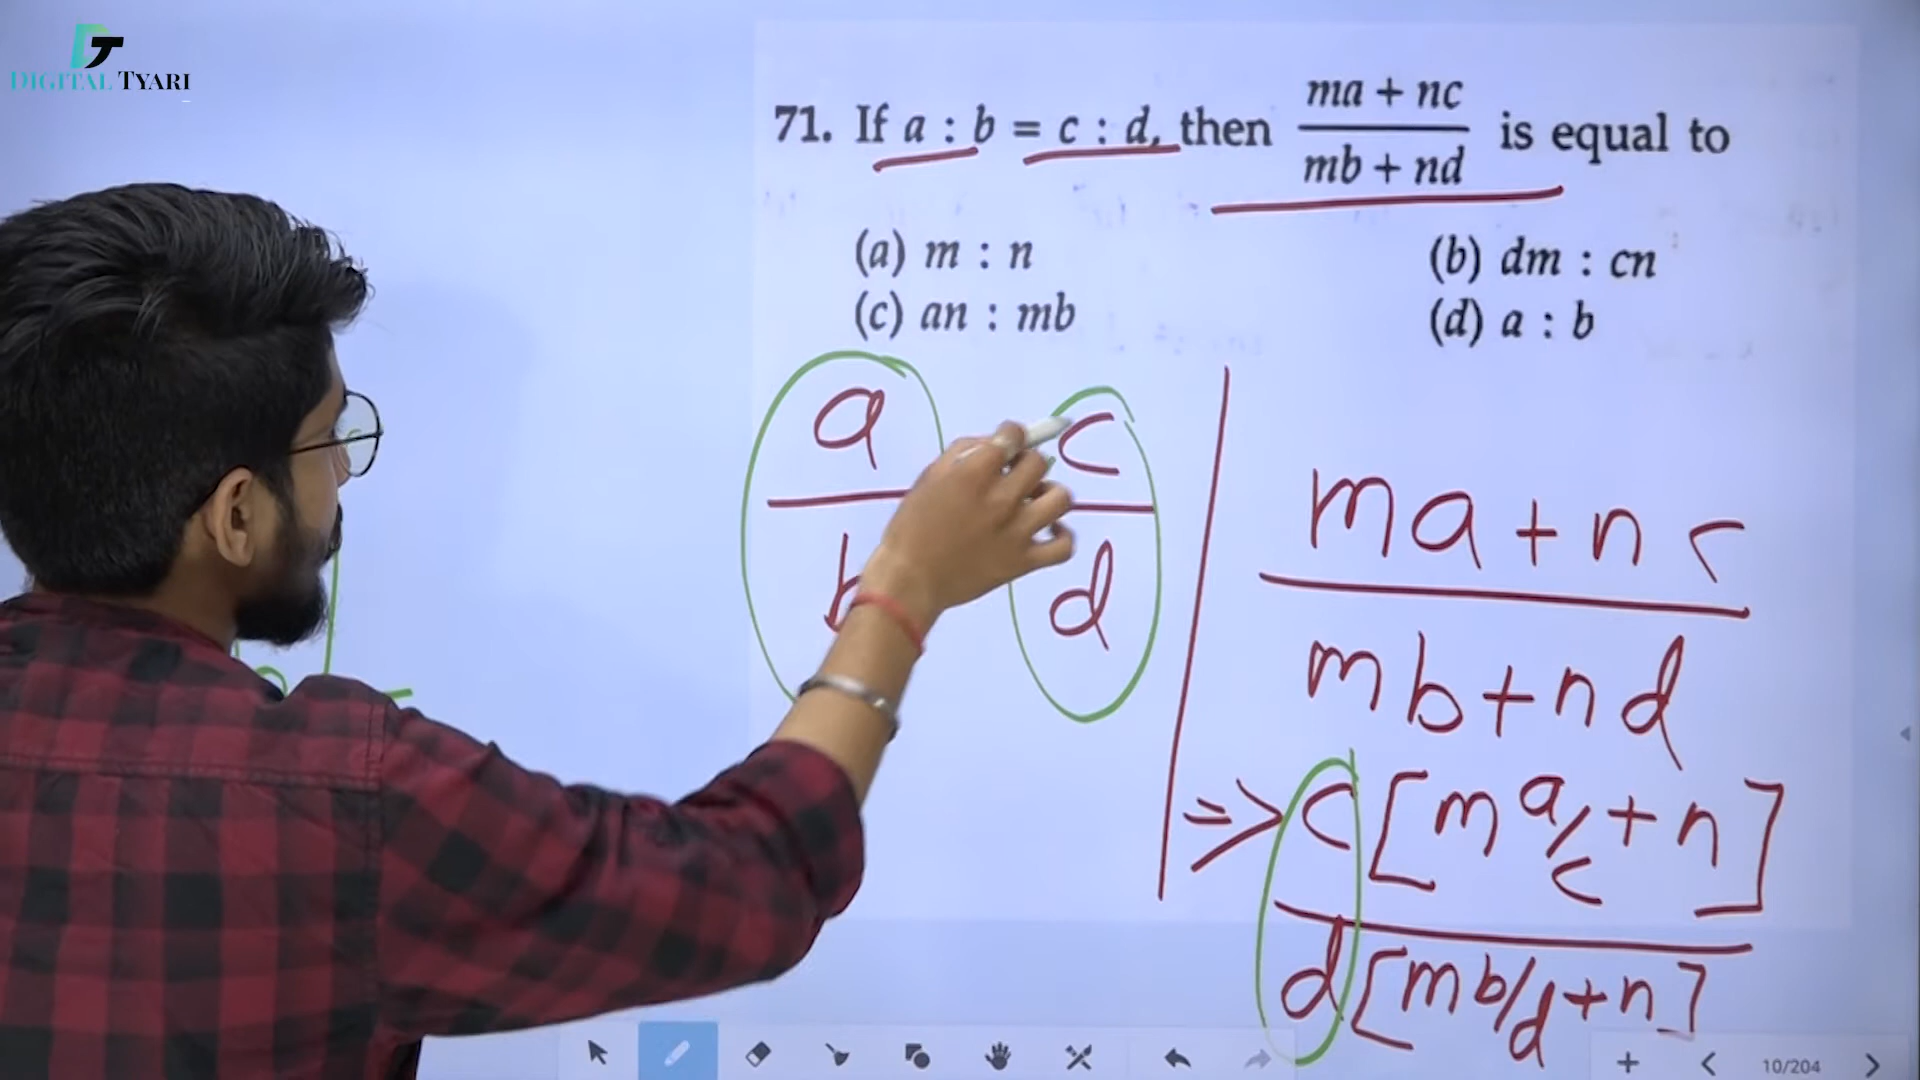 DIGITAL TYARI
71. If a : b = c : d, then ma + nc / mb + nd is equal to
(a) m : n
(b) dm : cn
(c) an : mb
(d) a : b
a c
b d
ma + nc
mb + nd
⇒ c [m a/c + n]
d [m b/d + n]
10/204